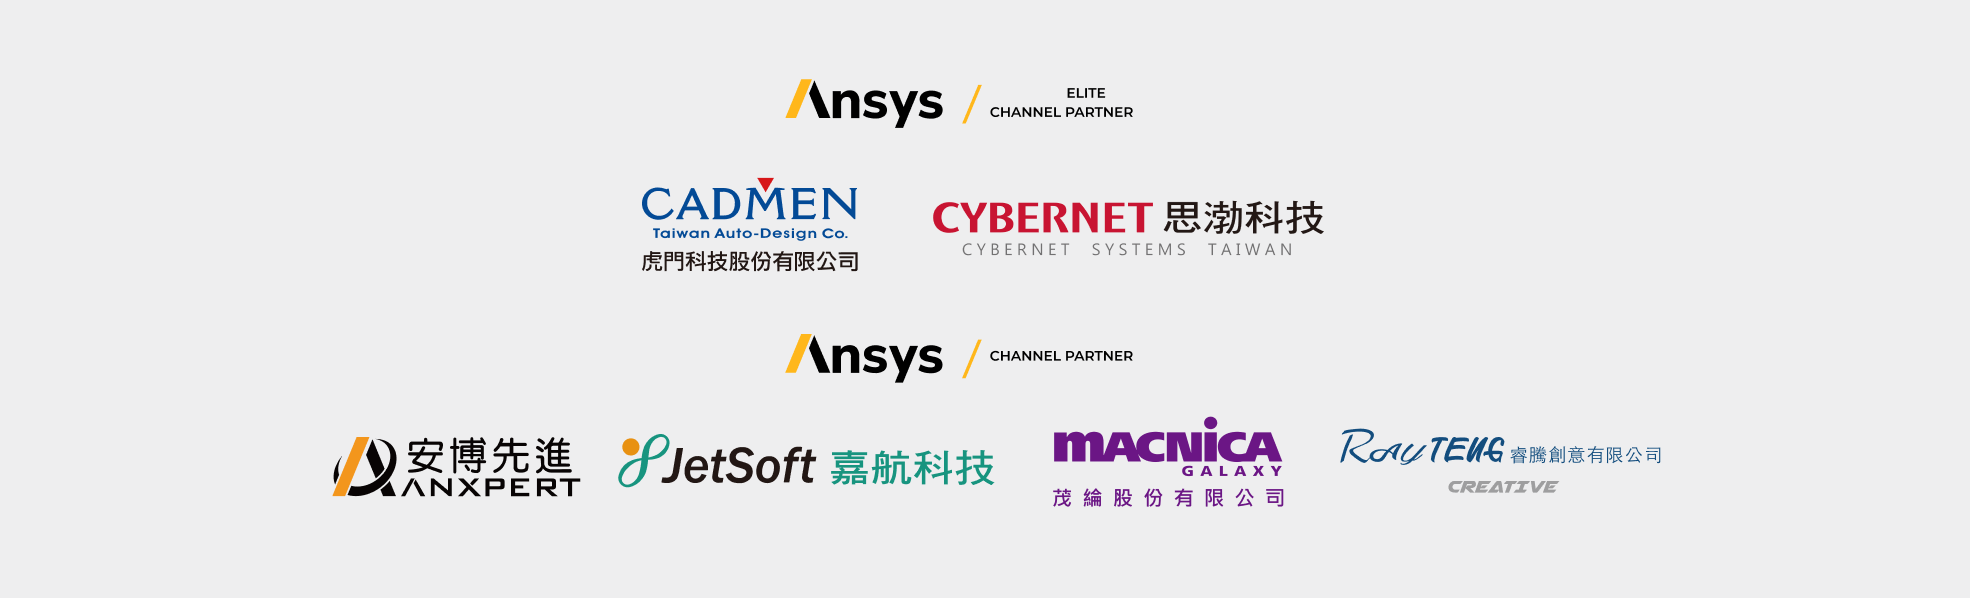 Ansys
ELITE
CHANNEL PARTNER
CADMEN
Taiwan Auto-Design Co.
虎門科技股份有限公司
CYBERNET 思渤科技
CYBERNET SYSTEMS TAIWAN
Ansys
CHANNEL PARTNER
安博先進
ANXPERT
JetSoft 嘉航科技
MACNICA
GALAXY
茂綸股份有限公司
RAYTENG 睿騰創意有限公司
CREATIVE